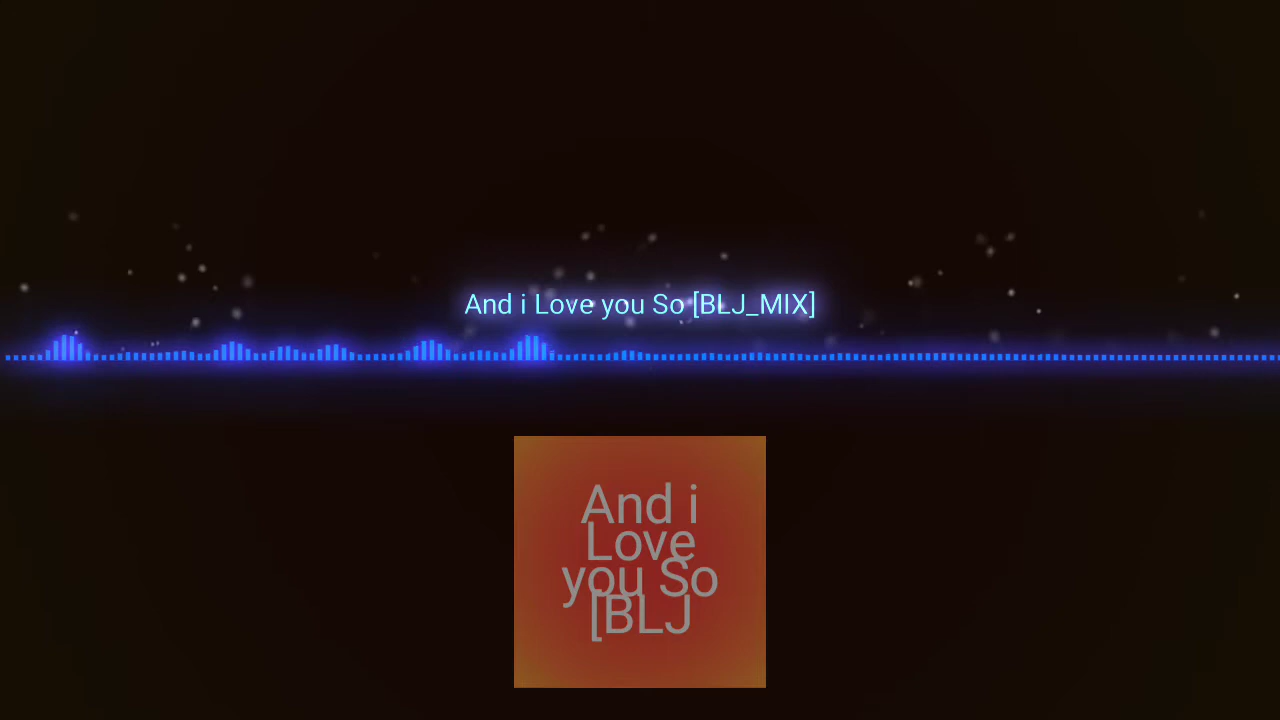 And i Love you So [BLJ_MIX]
And i
Love
you So
[BLJ